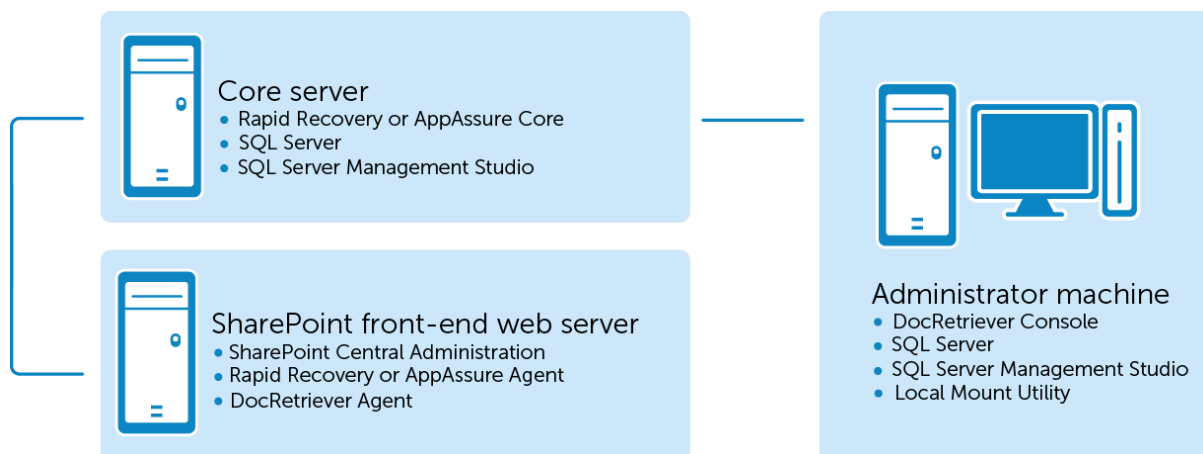 Core server
• Rapid Recovery or AppAssure Core
• SQL Server
• SQL Server Management Studio
SharePoint front-end web server
• SharePoint Central Administration
• Rapid Recovery or AppAssure Agent
• DocRetriever Agent
Administrator machine
• DocRetriever Console
• SQL Server
• SQL Server Management Studio
• Local Mount Utility